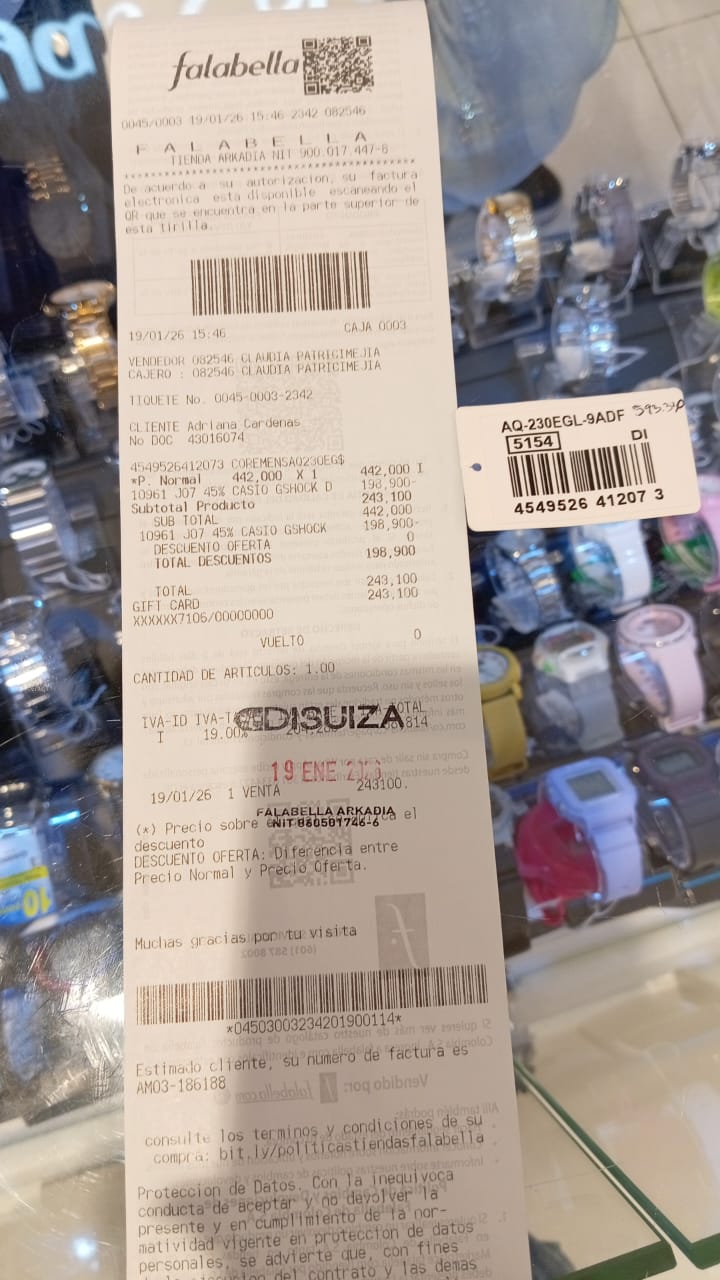 falabella
0045/0003 19/01/26 15:46 2342 082546
F A L A B E L L A
TIENDA ARKADIA NIT 900.017.447-8
De acuerdo a su autorizacion, su factura
electronica esta disponible escaneando el
QR que se encuentra en la parte superior de
esta tirilla.
19/01/26 15:46 CAJA 0003
VENDEDOR 082546 CLAUDIA PATRICIMEJIA
CAJERO : 082546 CLAUDIA PATRICIMEJIA
TIQUETE No. 0045-0003-2342
CLIENTE Adriana Cardenas
No DOC 43016074
4549526412073 COREMENSAQ230EG$
*P. Normal 442,000 X 1 442,000 I
10961 J07 45% CASIO GSHOCK D 198,900-
Subtotal Producto 243,100
SUB TOTAL 442,000
10961 J07 45% CASIO GSHOCK 198,900-
DESCUENTO OFERTA 0
TOTAL DESCUENTOS 198,900
TOTAL 243,100
GIFT CARD 243,100
XXXXXX7106/00000000
VUELTO 0
CANTIDAD DE ARTICULOS: 1.00
IVA-ID
I 19.00%
DISUIZA
19 ENE
19/01/26 1 VENTA 243100.
FALABELLA ARKADIA
NIT 860501746-6
(*) Precio sobre el
descuento
DESCUENTO OFERTA: Diferencia entre
Precio Normal y Precio Oferta.
Muchas gracias por tu visita
*04503003234201900114*
Estimado cliente, su numero de factura es
AM03-186188
consulte los terminos y condiciones de su
compra: bit.ly/politicastiendasfalabella
Proteccion de Datos. Con la inequivoca
conducta de aceptar y no devolver la
presente y en cumplimiento de la nor-
matividad vigente en proteccion de datos
personales, se advierte que, con fines
del contrato y las demas
AQ-230EGL-9ADF
5154 DI
4549526 41207 3